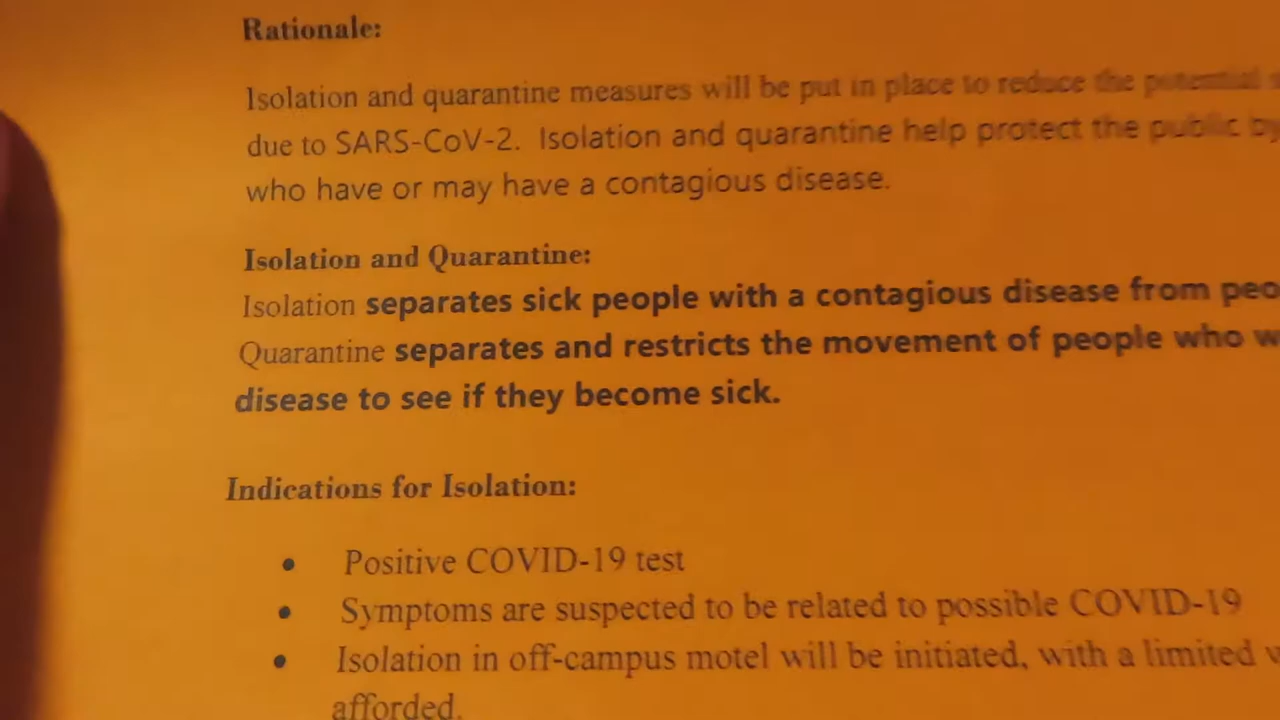 Rationale:
Isolation and quarantine measures will be put in place to reduce the potential
due to SARS-CoV-2. Isolation and quarantine help protect the public by
who have or may have a contagious disease.
Isolation and Quarantine:
Isolation separates sick people with a contagious disease from
Quarantine separates and restricts the movement of people who
disease to see if they become sick.
Indications for Isolation:
• Positive COVID-19 test
• Symptoms are suspected to be related to possible COVID-19
• Isolation in off-campus motel will be initiated, with a limited
afforded.